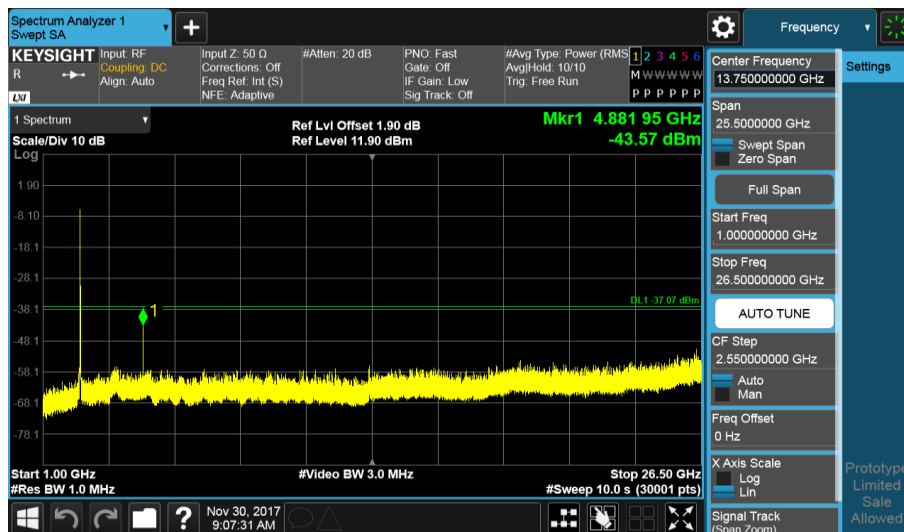 Spectrum Analyzer 1
Swept SA
Frequency
KEYSIGHT
R
LXI
Input: RF
Coupling: DC
Align: Auto
Input Z: 50 Ω
Corrections: Off
Freq Ref: Int (S)
NFE: Adaptive
#Atten: 20 dB
PNO: Fast
Gate: Off
IF Gain: Low
Sig Track: Off
#Avg Type: Power (RMS
Avg|Hold: 10/10
Trig: Free Run
1 2 3 4 5 6
M W W W W W
P P P P P P
1 Spectrum
Scale/Div 10 dB
Log
Ref Lvl Offset 1.90 dB
Ref Level 11.90 dBm
Mkr1 4.881 95 GHz
-43.57 dBm
1.90
-8.10
-18.1
-28.1
-38.1
-48.1
-58.1
-68.1
-78.1
1
DL1 -37.07 dBm
Start 1.00 GHz
#Res BW 1.0 MHz
#Video BW 3.0 MHz
Stop 26.50 GHz
#Sweep 10.0 s (30001 pts)
Nov 30, 2017
9:07:31 AM
?
Center Frequency
13.750000000 GHz
Span
25.5000000 GHz
Swept Span
Zero Span
Full Span
Start Freq
1.000000000 GHz
Stop Freq
26.500000000 GHz
AUTO TUNE
CF Step
2.550000000 GHz
Auto
Man
Freq Offset
0 Hz
X Axis Scale
Log
Lin
Signal Track
(Span Zoom)
Settings
Prototype
Limited
Sale
Allowed